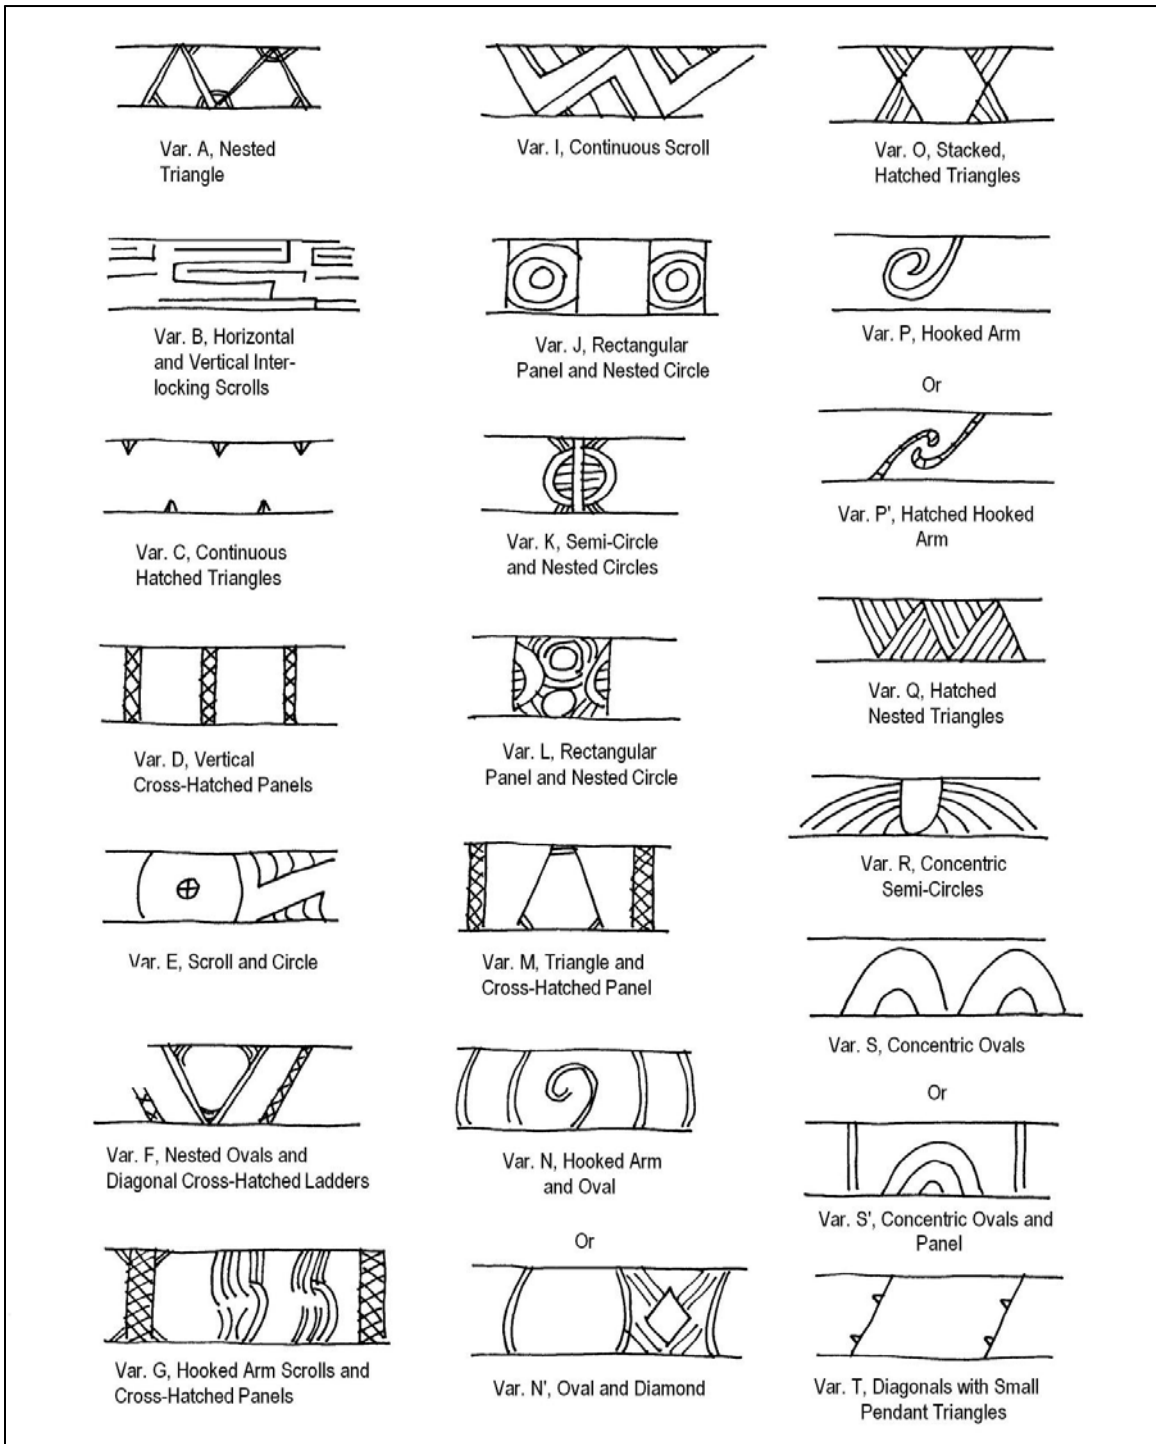 Var. A, Nested
Triangle
Var. B, Horizontal
and Vertical Inter-
locking Scrolls
Var. C, Continuous
Hatched Triangles
Var. D, Vertical
Cross-Hatched Panels
Var. E, Scroll and Circle
Var. F, Nested Ovals and
Diagonal Cross-Hatched Ladders
Var. G, Hooked Arm Scrolls and
Cross-Hatched Panels
Var. I, Continuous Scroll
Var. J, Rectangular
Panel and Nested Circle
Var. K, Semi-Circle
and Nested Circles
Var. L, Rectangular
Panel and Nested Circle
Var. M, Triangle and
Cross-Hatched Panel
Var. N, Hooked Arm
and Oval
Or
Var. N', Oval and Diamond
Var. O, Stacked,
Hatched Triangles
Var. P, Hooked Arm
Or
Var. P', Hatched Hooked
Arm
Var. Q, Hatched
Nested Triangles
Var. R, Concentric
Semi-Circles
Var. S, Concentric Ovals
Or
Var. S', Concentric Ovals and
Panel
Var. T, Diagonals with Small
Pendant Triangles